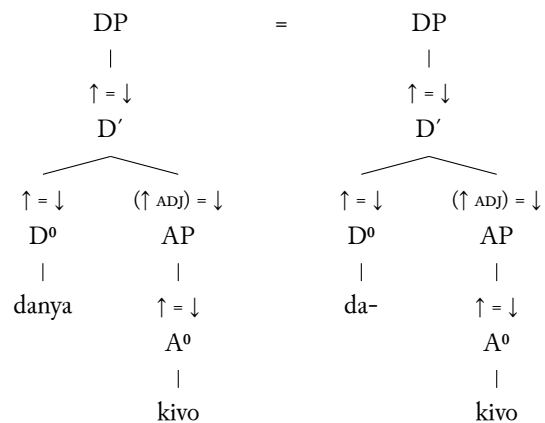 DP = DP
↑ = ↓ ↑ = ↓
D′ D′
↑ = ↓ (↑ ADJ) = ↓ ↑ = ↓ (↑ ADJ) = ↓
D⁰ AP D⁰ AP
danya ↑ = ↓ da- ↑ = ↓
A⁰ A⁰
kivo kivo